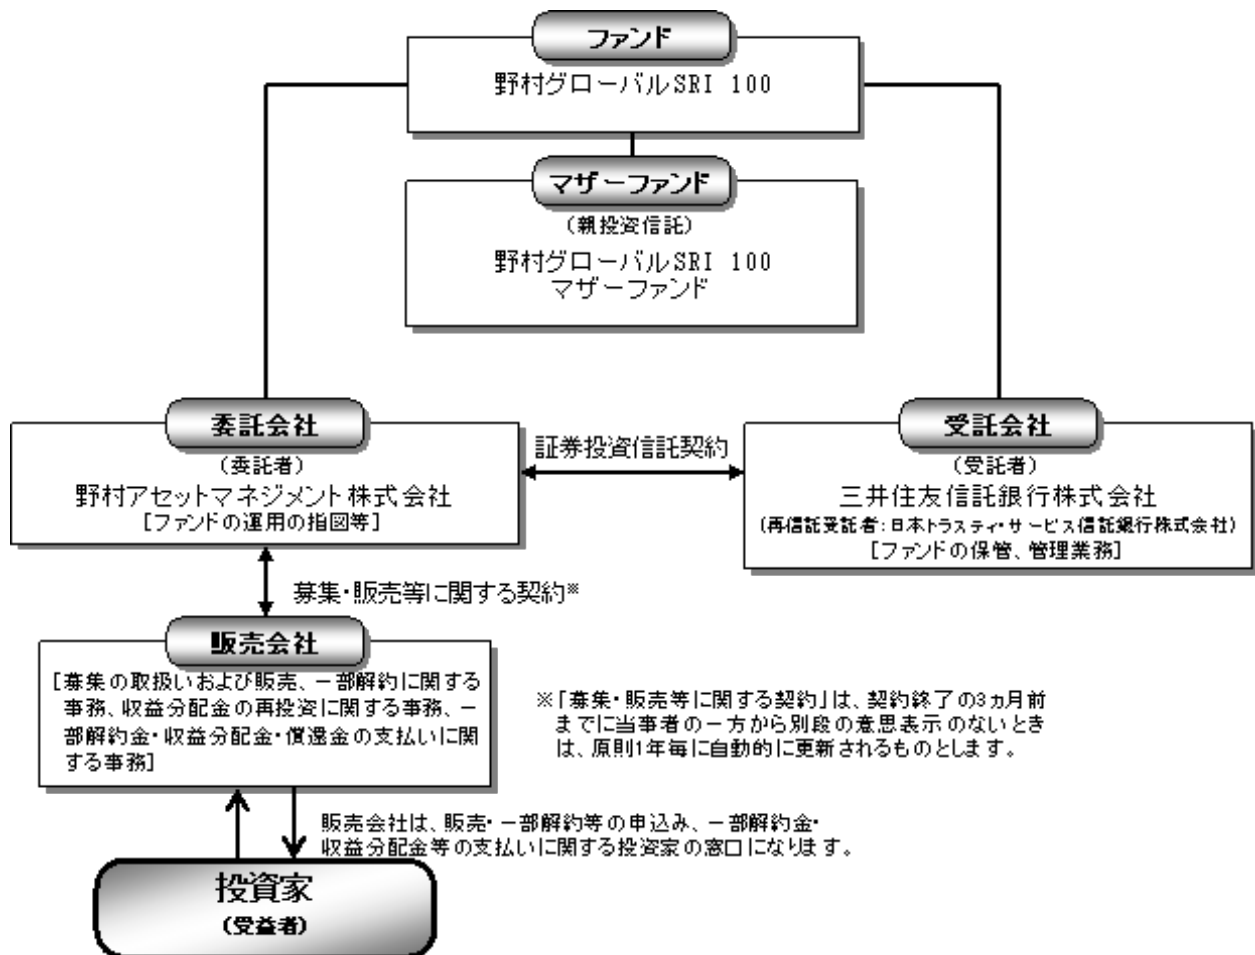 ファンド
野村グローバルSRI 100
マザーファンド
(親投資信託)
野村グローバルSRI 100
マザーファンド
委託会社
(委託者)
野村アセットマネジメント株式会社
[ファンドの運用の指図等]
証券投資信託契約
受託会社
(受託者)
三井住友信託銀行株式会社
(再信託受託者:日本トラスティ・サービス信託銀行株式会社)
[ファンドの保管、管理業務]
募集・販売等に関する契約※
販売会社
[募集の取扱いおよび販売、一部解約に関する
事務、収益分配金の再投資に関する事務、一
部解約金・収益分配金・償還金の支払いに関
する事務]
※「募集・販売等に関する契約」は、契約終了の3ヵ月前
までに当事者の一方から別段の意思表示のないとき
は、原則1年毎に自動的に更新されるものとします。
販売会社は、販売・一部解約等の申込み、一部解約金・
収益分配金等の支払いに関する投資家の窓口になります。
投資家
(受益者)